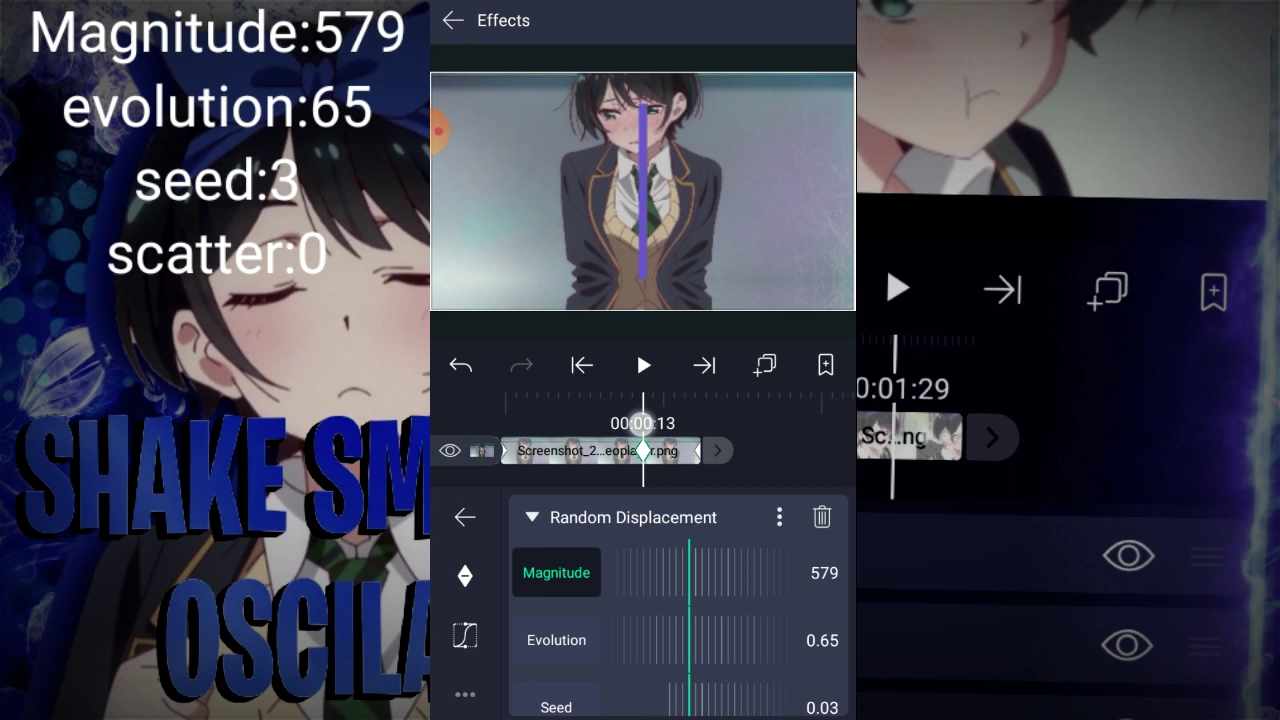 Magnitude:579
evolution:65
seed:3
scatter:0
SHAKE SM
OSCILA
Effects
00:00:13
Screenshot_2...eopla
r.png
Random Displacement
Magnitude
579
Evolution
0.65
Seed
0.03
0:01:29
Sc...ng